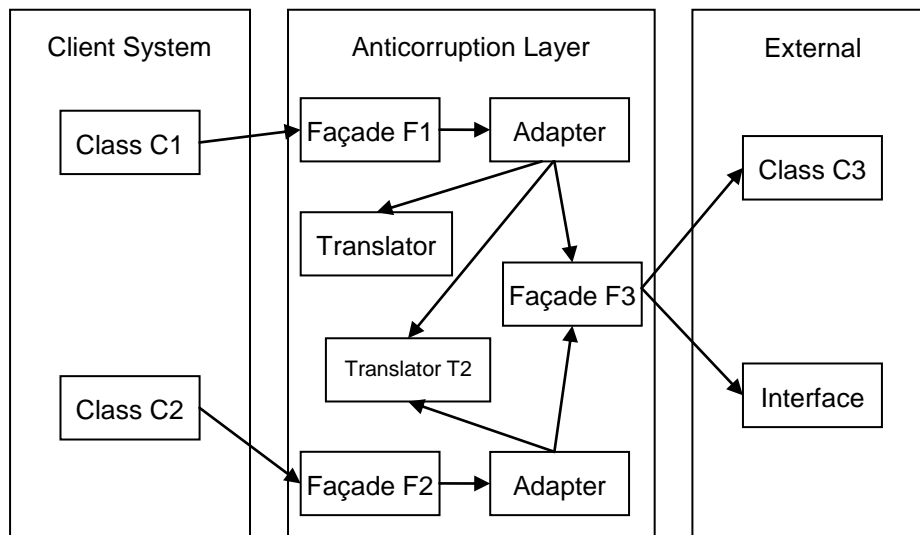 Client System
Anticorruption Layer
External
Class C1
Façade F1
Adapter
Class C3
Translator
Façade F3
Translator T2
Class C2
Interface
Façade F2
Adapter